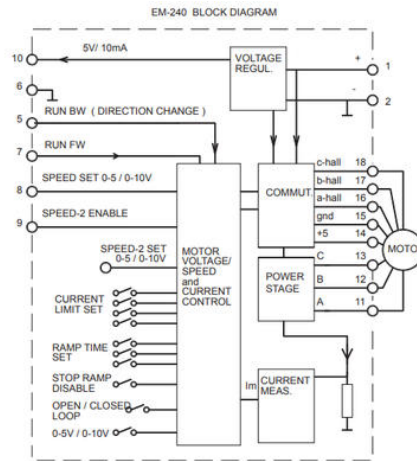 EM-240 BLOCK DIAGRAM
10
5V/ 10mA
VOLTAGE
REGUL.
+
1
6
-
2
5
RUN BW ( DIRECTION CHANGE )
7
RUN FW
8
SPEED SET 0-5 / 0-10V
9
SPEED-2 ENABLE
SPEED-2 SET
0-5 / 0-10V
MOTOR
VOLTAGE/
SPEED
and
CURRENT
CONTROL
COMMUT.
c-hall 18
b-hall 17
a-hall 16
gnd 15
+5 14
C 13
B 12
A 11
MOTO
POWER
STAGE
CURRENT
LIMIT SET
RAMP TIME
SET
STOP RAMP
DISABLE
OPEN / CLOSED
LOOP
0-5V / 0-10V
Im
CURRENT
MEAS.